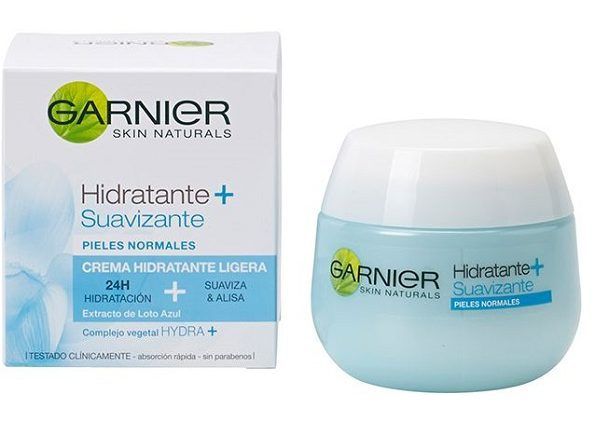 GARNIER
SKIN NATURALS
Hidratante +
Suavizante
PIELES NORMALES
CREMA HIDRATANTE LIGERA
24H
HIDRATACIÓN
+
SUAVIZA
& ALISA
Extracto de Loto Azul
Complejo vegetal HYDRA +
| TESTADO CLÍNICAMENTE - absorción rápida - sin parabenos |
GARNIER
SKIN NATURALS
Hidratante+
Suavizante
PIELES NORMALES